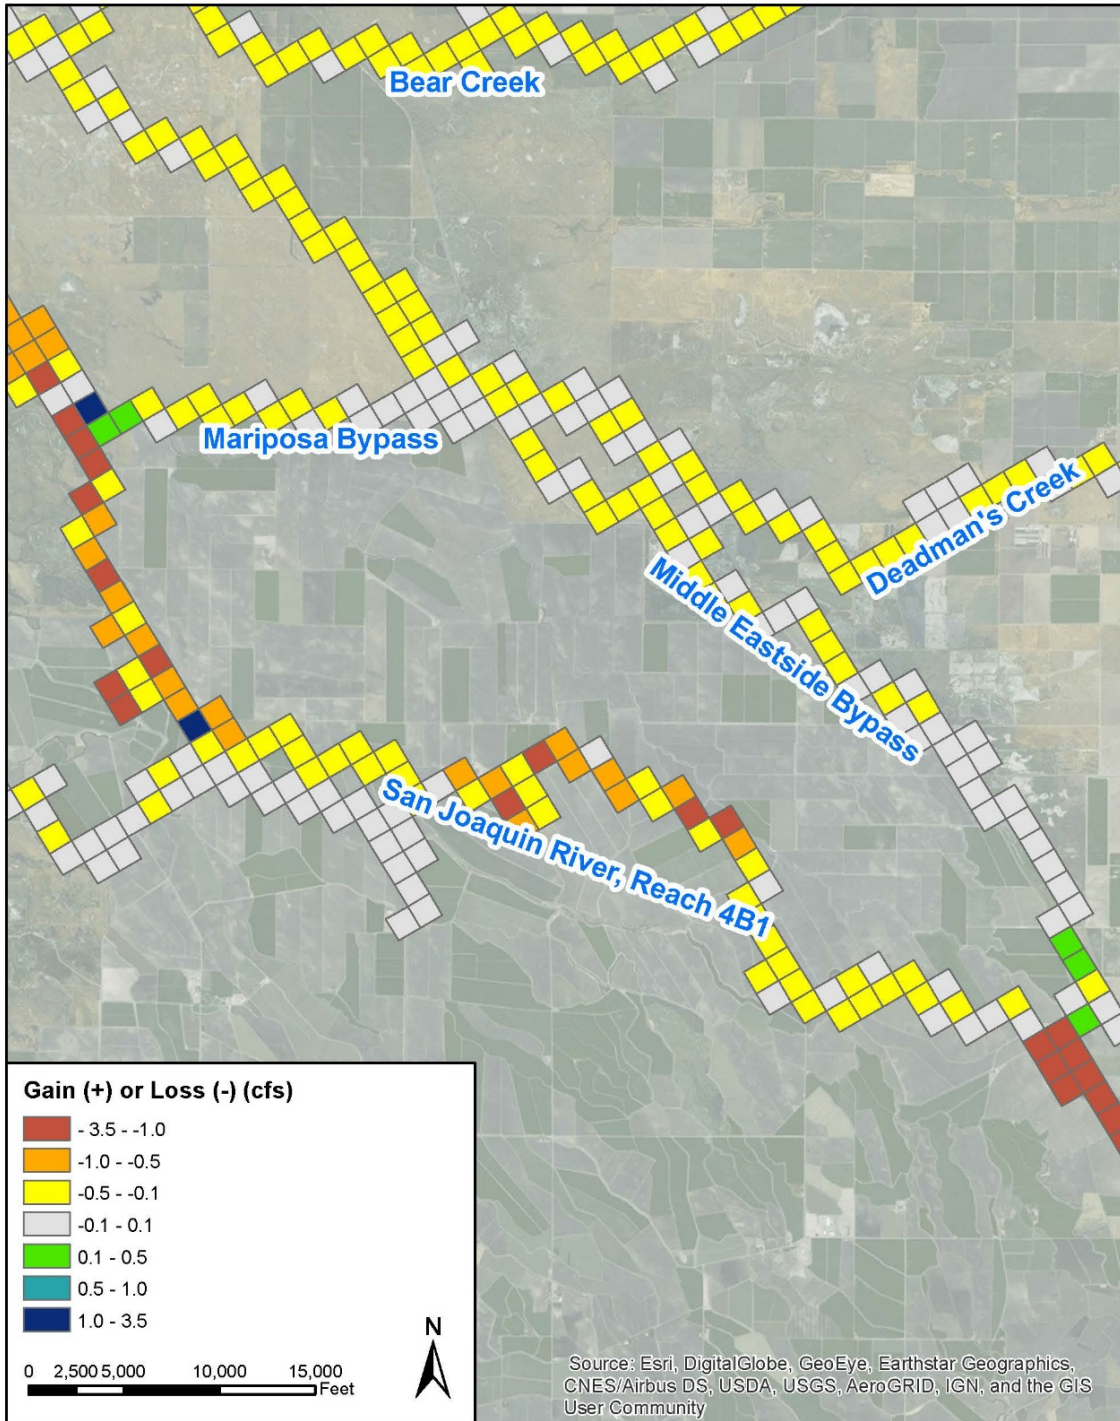 Bear Creek
Mariposa Bypass
Deadman's Creek
Middle Eastside Bypass
San Joaquin River, Reach 4B1
Gain (+) or Loss (-) (cfs)
- 3.5 - -1.0
-1.0 - -0.5
-0.5 - -0.1
-0.1 - 0.1
0.1 - 0.5
0.5 - 1.0
1.0 - 3.5
N
0 2,500 5,000 10,000 15,000
Feet
Source: Esri, DigitalGlobe, GeoEye, Earthstar Geographics,
CNES/Airbus DS, USDA, USGS, AeroGRID, IGN, and the GIS
User Community